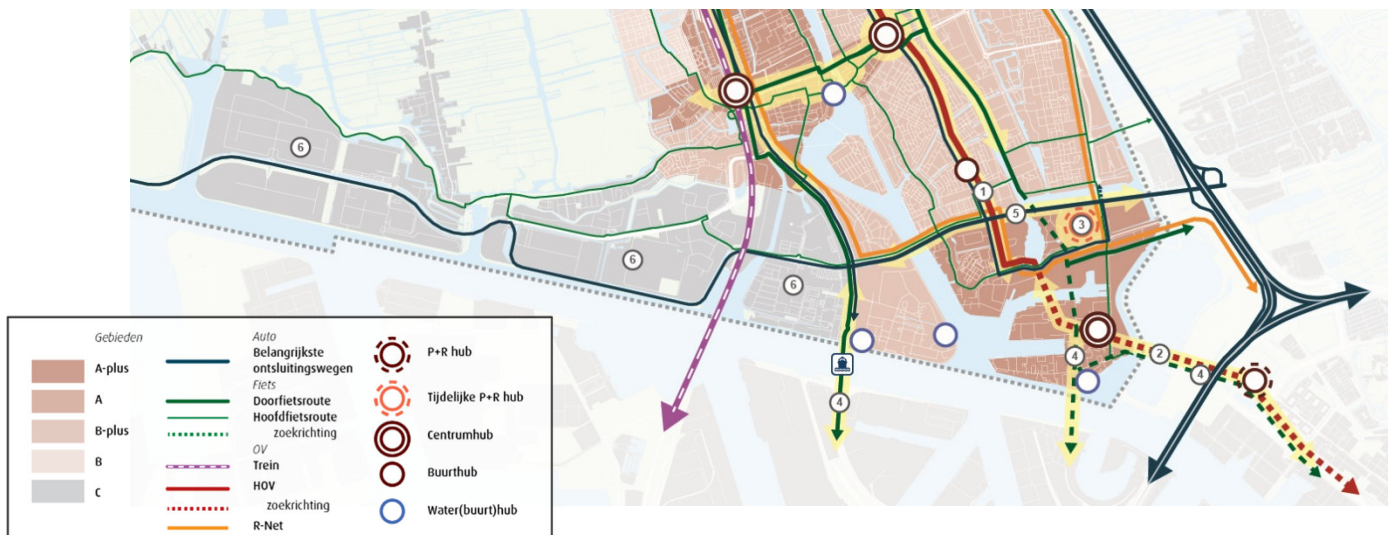 6
1
5
3
6
6
4
2
4
4
Gebieden
A-plus
A
B-plus
B
C
Auto
Belangrijkste
ontsluitingswegen
Fiets
Doorfietsroute
Hoofdfietsroute
zoekrichting
OV
Trein
HOV
zoekrichting
R-Net
P+R hub
Tijdelijke P+R hub
Centrumhub
Buurthub
Water(buurt)hub